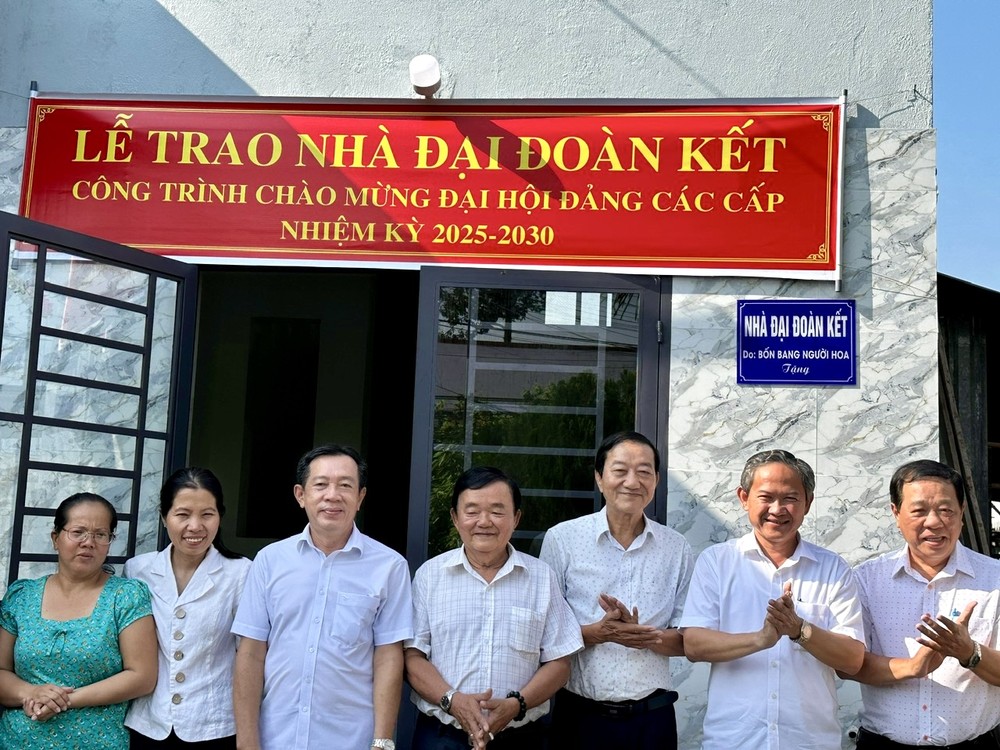 LỄ TRAO NHÀ ĐẠI ĐOÀN KẾT
CÔNG TRÌNH CHÀO MỪNG ĐẠI HỘI ĐẢNG CÁC CẤP
NHIỆM KỲ 2025-2030
NHÀ ĐẠI ĐOÀN KẾT
Do: BỐN BANG NGƯỜI HOA
Tặng